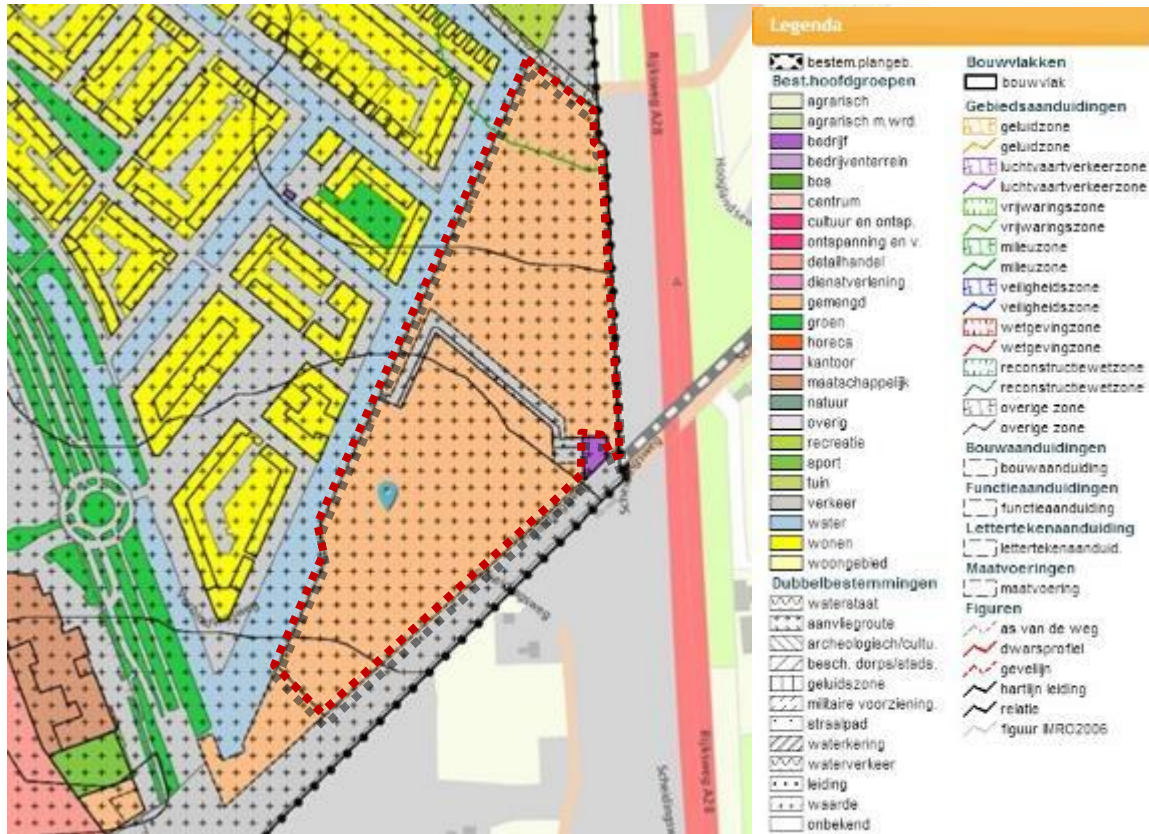 Rijksweg A28
Hooglandsew
A
Rijksweg A28
Legenda
bestem.plangeb.
Best.hoofdgroepen
agrarisch
agrarisch m.wrd.
bedrijf
bedrijventerrein
bos
centrum
cultuur en ontsp.
ontspanning en v.
detailhandel
dienstverlening
gemengd
groen
horeca
kantoor
maatschappelijk
natuur
overig
recreatie
sport
tuin
verkeer
water
wonen
woongebied
Dubbelbestemmingen
waterstaat
aanvliegroute
archeologisch/cultu.
besch. dorps/stads.
geluidszone
militaire voorziening.
straalpad
waterkering
waterverkeer
leiding
waarde
onbekend
Bouwvlakken
bouwvlak
Gebiedsaanduidingen
geluidzone
geluidzone
luchtvaartverkeerzone
luchtvaartverkeerzone
vrijwaringszone
vrijwaringszone
milieuzone
milieuzone
veiligheidszone
veiligheidszone
wetgevingzone
wetgevingzone
reconstructiewetzone
reconstructiewetzone
overige zone
overige zone
Bouwaanduidingen
bouwaanduiding
Functieaanduidingen
functieaanduiding
Lettertekenaanduiding
lettertekenaanduid.
Maatvoeringen
maatvoering
Figuren
as van de weg
dwarsprofiel
gevellijn
hartlijn leiding
relatie
figuur IMRO2006